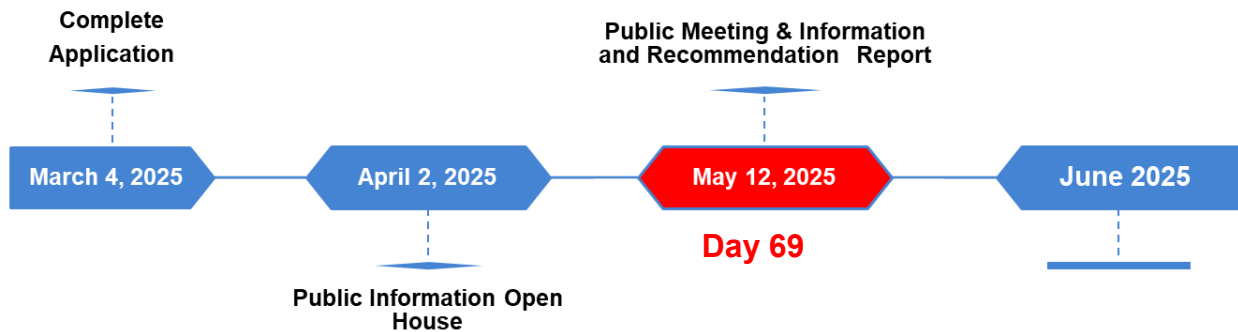 Complete
Application
Public Meeting & Information
and Recommendation Report
March 4, 2025
April 2, 2025
May 12, 2025
June 2025
Day 69
Public Information Open
House